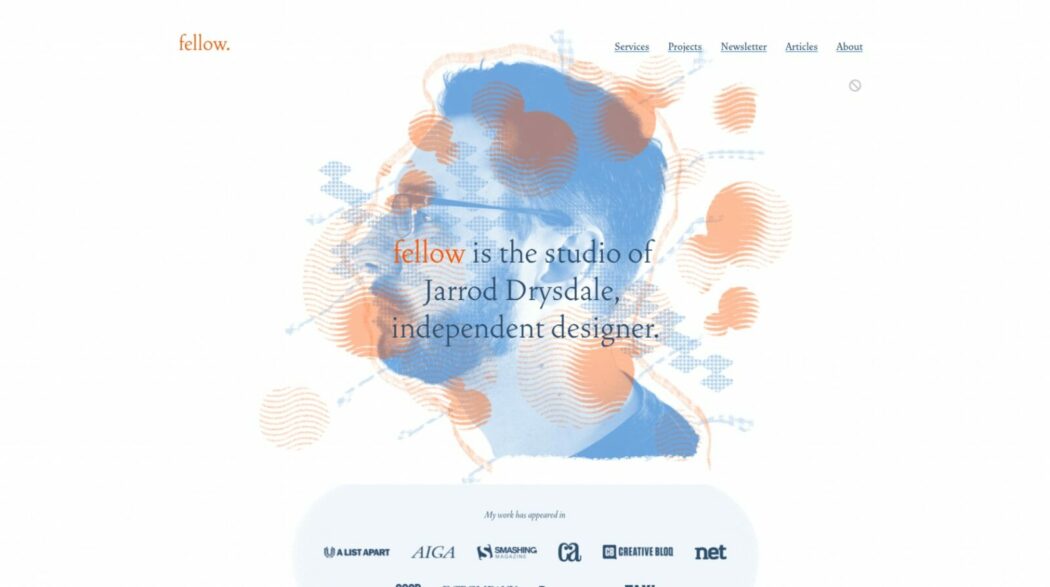 fellow.
Services
Projects
Newsletter
Articles
About
fellow is the studio of
Jarrod Drysdale,
independent designer.
My work has appeared in
A LIST APART
AIGA
SMASHING
MAGAZINE
ca
CB CREATIVE BLOQ
net